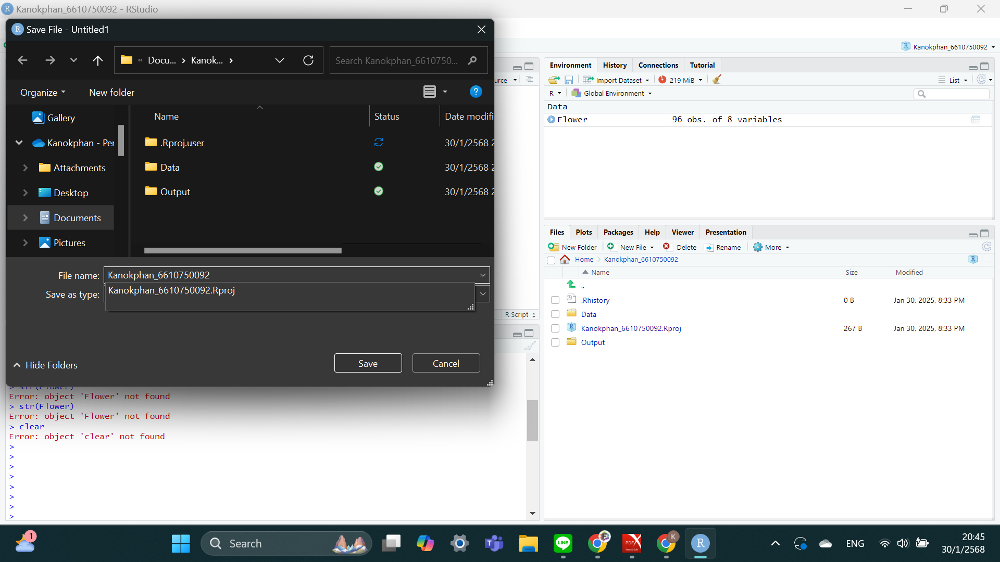 Kanokphan_6610750092 - RStudio
Save File - Untitled1
« Docu... › Kanok... ›
Search Kanokphan_6610750...
Organize
New folder
Gallery
Kanokphan - Per
Attachments
Desktop
Documents
Pictures
Name Status Date modifi
.Rproj.user 30/1/2568 2
Data 30/1/2568 2
Output 30/1/2568 2
File name: Kanokphan_6610750092
Kanokphan_6610750092.Rproj
Save as type:
Hide Folders
Save
Cancel
urce
R Script
> str(Flower)
Error: object 'Flower' not found
> str(Flower)
Error: object 'Flower' not found
> clear
Error: object 'clear' not found
>
>
>
>
>
>
>
>
Kanokphan_6610750092
Environment History Connections Tutorial
Import Dataset 219 MiB List
R Global Environment
Data
Flower 96 obs. of 8 variables
Files Plots Packages Help Viewer Presentation
New Folder New File Delete Rename More
Home Kanokphan_6610750092 ...
Name Size Modified
..
.Rhistory 0 B Jan 30, 2025, 8:33 PM
Data
Kanokphan_6610750092.Rproj 267 B Jan 30, 2025, 8:33 PM
Output
1
Search
LINE
PDF X
View & Edit
K
R
ENG
20:45
30/1/2568